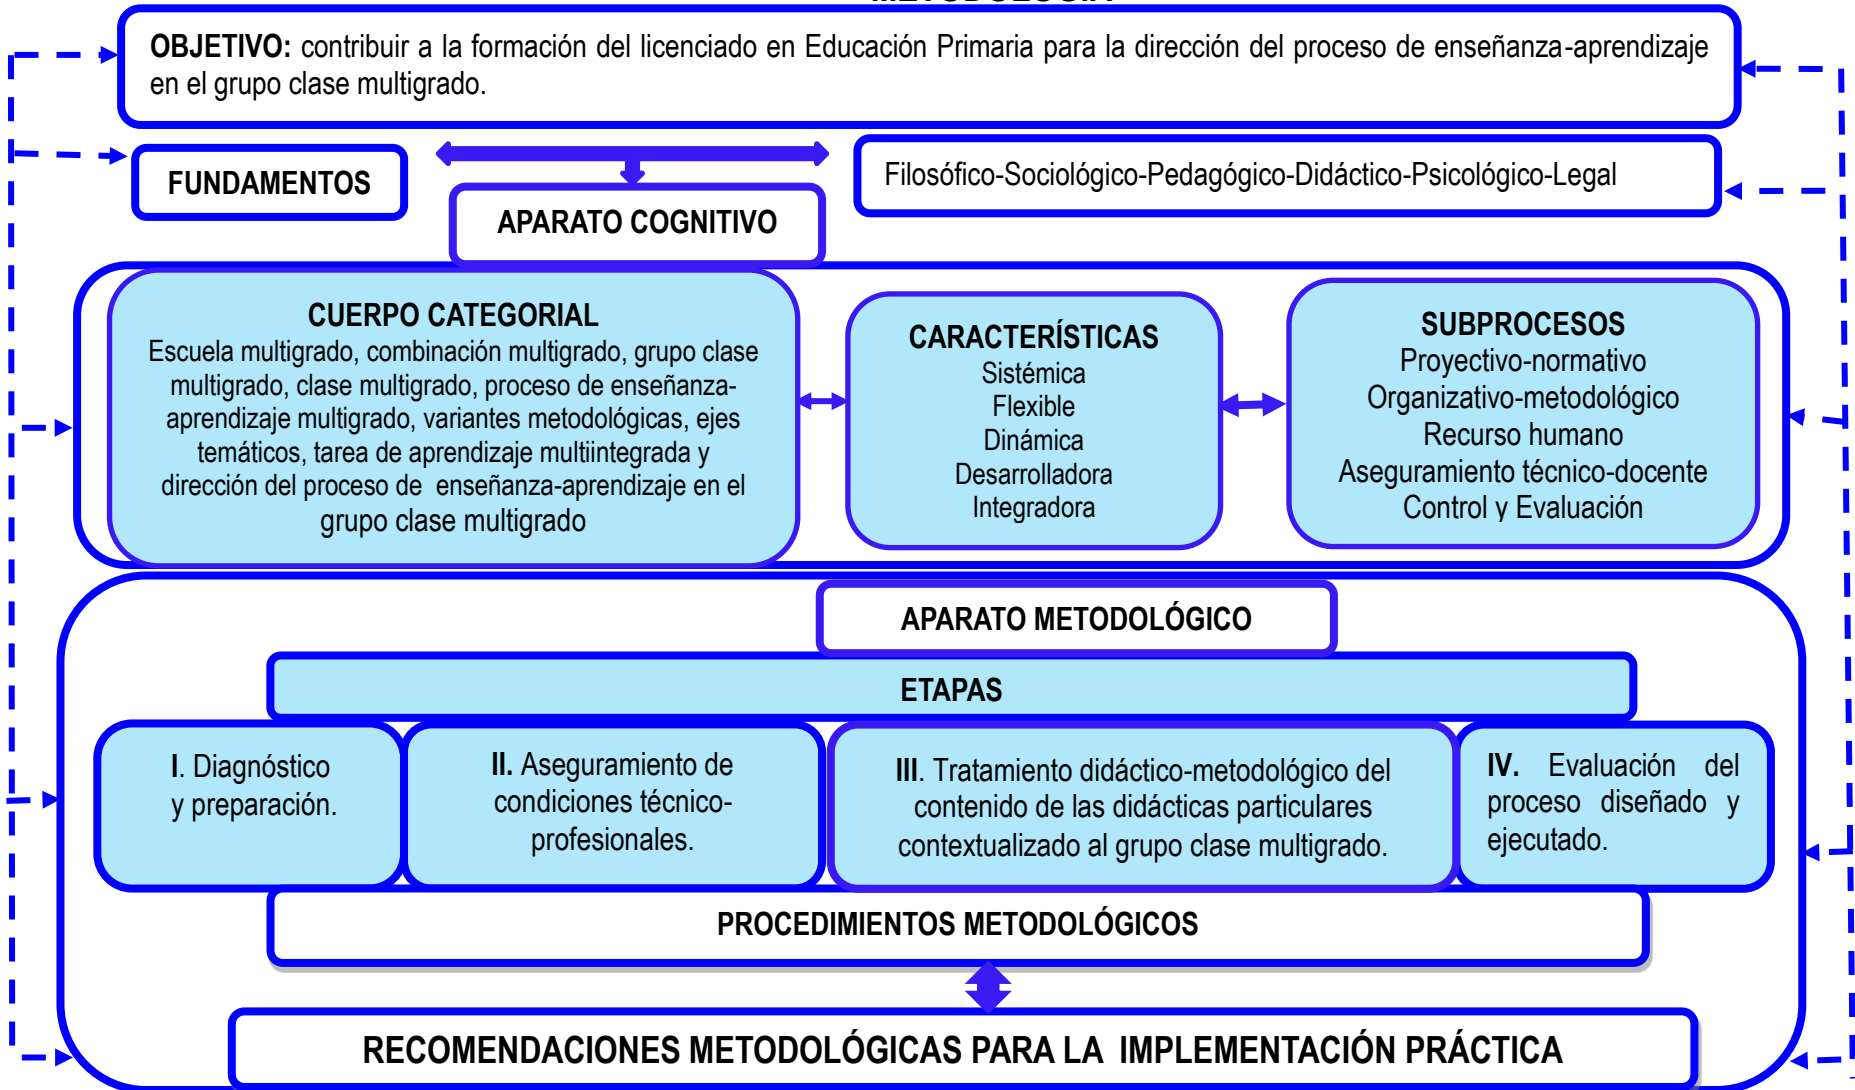 METODOLOGÍA
OBJETIVO: contribuir a la formación del licenciado en Educación Primaria para la dirección del proceso de enseñanza-aprendizaje
en el grupo clase multigrado.
FUNDAMENTOS
Filosófico-Sociológico-Pedagógico-Didáctico-Psicológico-Legal
APARATO COGNITIVO
CUERPO CATEGORIAL
Escuela multigrado, combinación multigrado, grupo clase
multigrado, clase multigrado, proceso de enseñanza-
aprendizaje multigrado, variantes metodológicas, ejes
temáticos, tarea de aprendizaje multiintegrada y
dirección del proceso de enseñanza-aprendizaje en el
grupo clase multigrado
CARACTERÍSTICAS
Sistémica
Flexible
Dinámica
Desarrolladora
Integradora
SUBPROCESOS
Proyectivo-normativo
Organizativo-metodológico
Recurso humano
Aseguramiento técnico-docente
Control y Evaluación
APARATO METODOLÓGICO
ETAPAS
I. Diagnóstico
y preparación.
II. Aseguramiento de
condiciones técnico-
profesionales.
III. Tratamiento didáctico-metodológico del
contenido de las didácticas particulares
contextualizado al grupo clase multigrado.
IV. Evaluación del
proceso diseñado y
ejecutado.
PROCEDIMIENTOS METODOLÓGICOS
RECOMENDACIONES METODOLÓGICAS PARA LA IMPLEMENTACIÓN PRÁCTICA